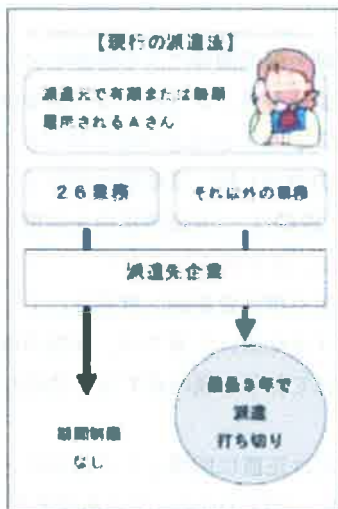 【現行の派遣法】
派遣元で有期または無期
雇用されるAさん
26業務
それ以外の業務
派遣先企業
最長3年で
派遣
打ち切り
期間制限
なし